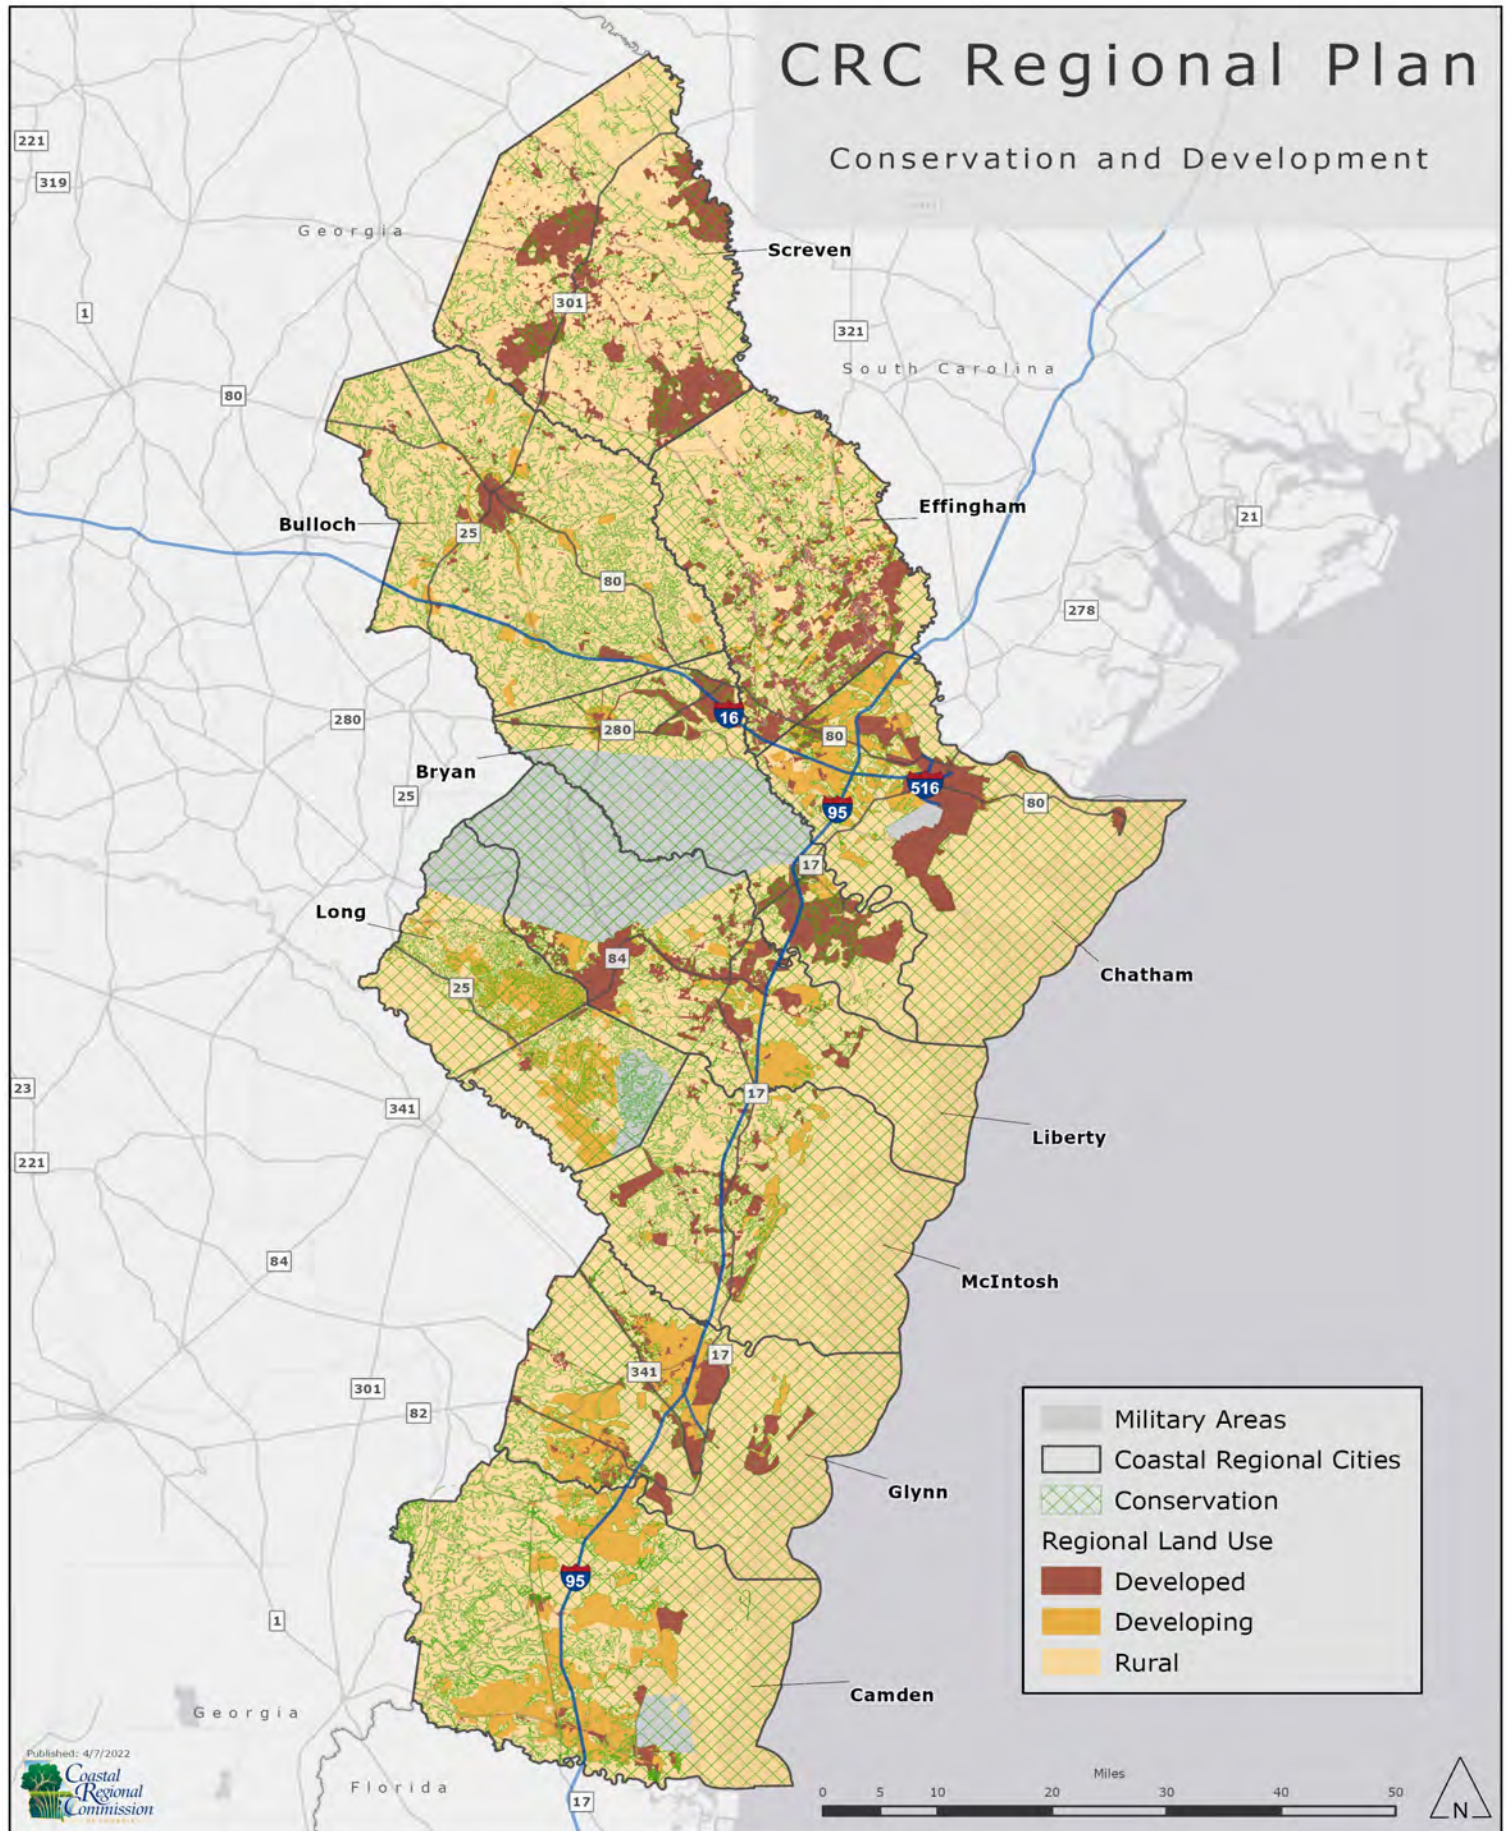 CRC Regional Plan
Conservation and Development
221
319
Georgia
Screven
301
1
321
South Carolina
80
Effingham
Bulloch
25
21
80
278
280
16
280
80
Bryan
25
516
95
80
17
Long
84
Chatham
25
23
17
341
Liberty
221
84
McIntosh
17
341
301
82
Military Areas
Coastal Regional Cities
Conservation
Regional Land Use
Developed
Developing
Rural
Glynn
95
1
Camden
Georgia
Published: 4/7/2022
Coastal
Regional
Commission
Florida
17
Miles
0 5 10 20 30 40 50
N